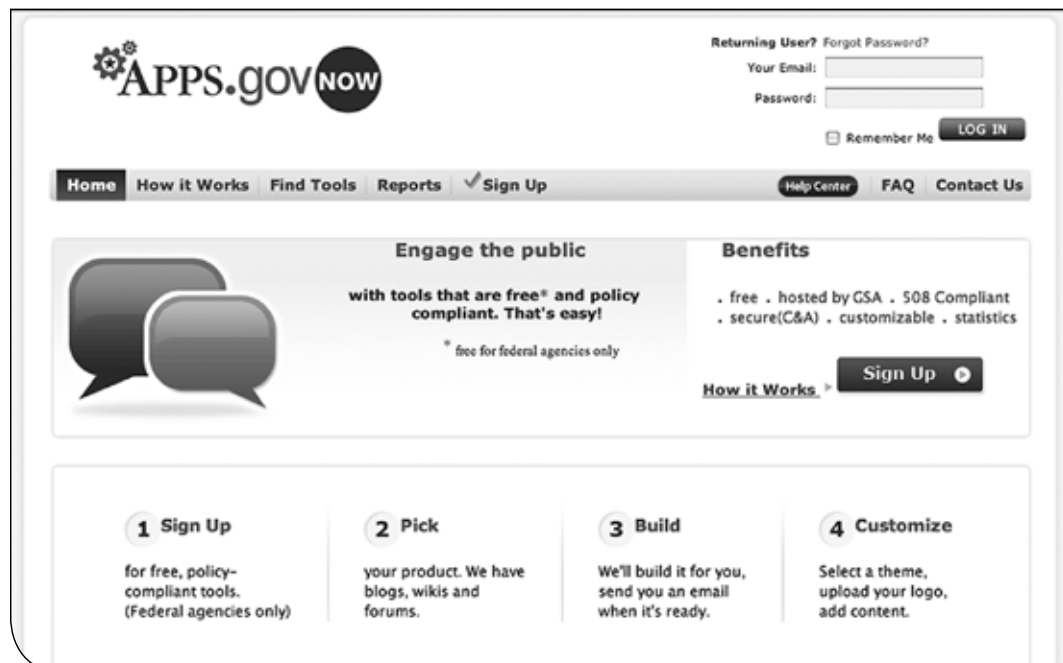 APPS.gov NOW
Returning User? Forgot Password?
Your Email:
Password:
Remember Me LOG IN
Home How it Works Find Tools Reports Sign Up Help Center FAQ Contact Us
Engage the public
with tools that are free* and policy
compliant. That's easy!
* free for federal agencies only
Benefits
. free . hosted by GSA . 508 Compliant
. secure(C&A) . customizable . statistics
How it Works Sign Up
1 Sign Up
for free, policy-
compliant tools.
(Federal agencies only)
2 Pick
your product. We have
blogs, wikis and
forums.
3 Build
We'll build it for you,
send you an email
when it's ready.
4 Customize
Select a theme,
upload your logo,
add content.